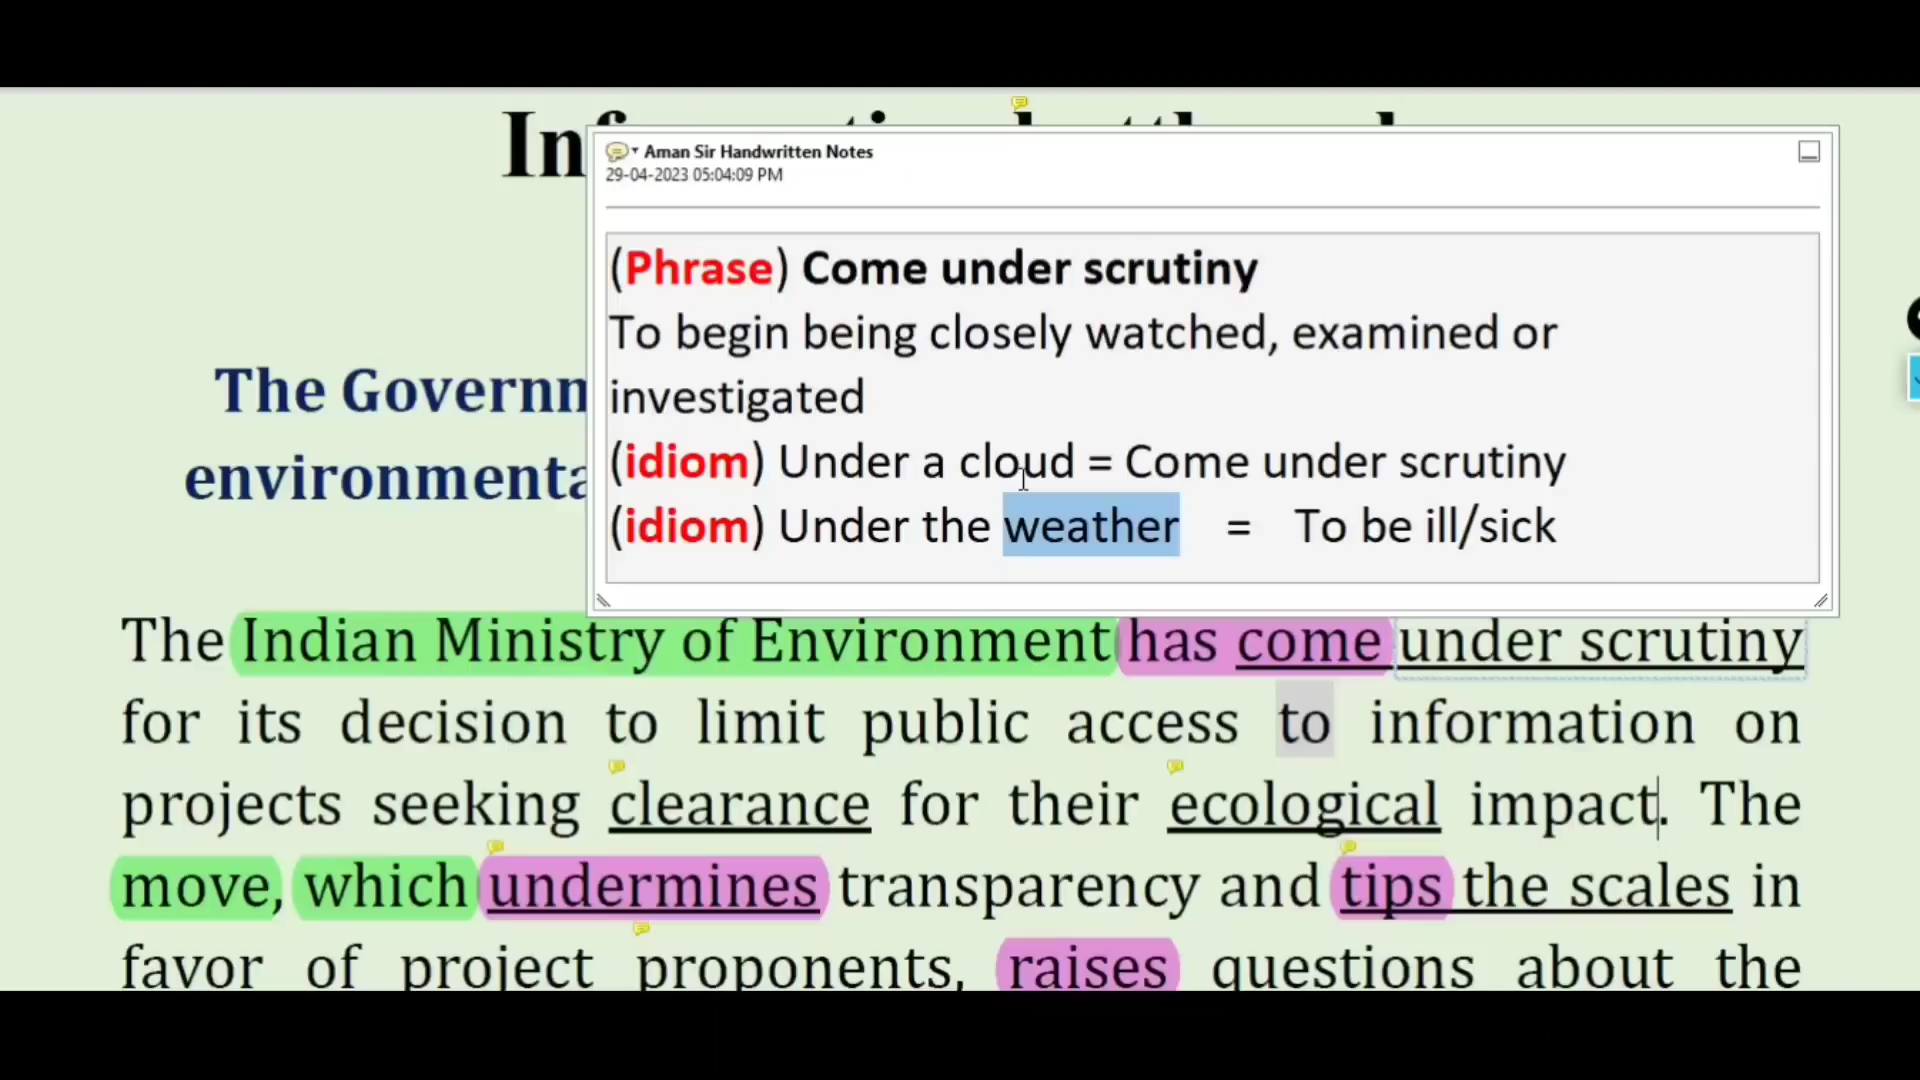 Aman Sir Handwritten Notes
29-04-2023 05:04:09 PM
(Phrase) Come under scrutiny
To begin being closely watched, examined or
investigated
(idiom) Under a cloud = Come under scrutiny
(idiom) Under the weather = To be ill/sick
The
The Indian Ministry of Environment has come under scrutiny
for its decision to limit public access to information on
projects seeking clearance for their ecological impact. The
move, which undermines transparency and tips the scales in
favor of project proponents, raises questions about the